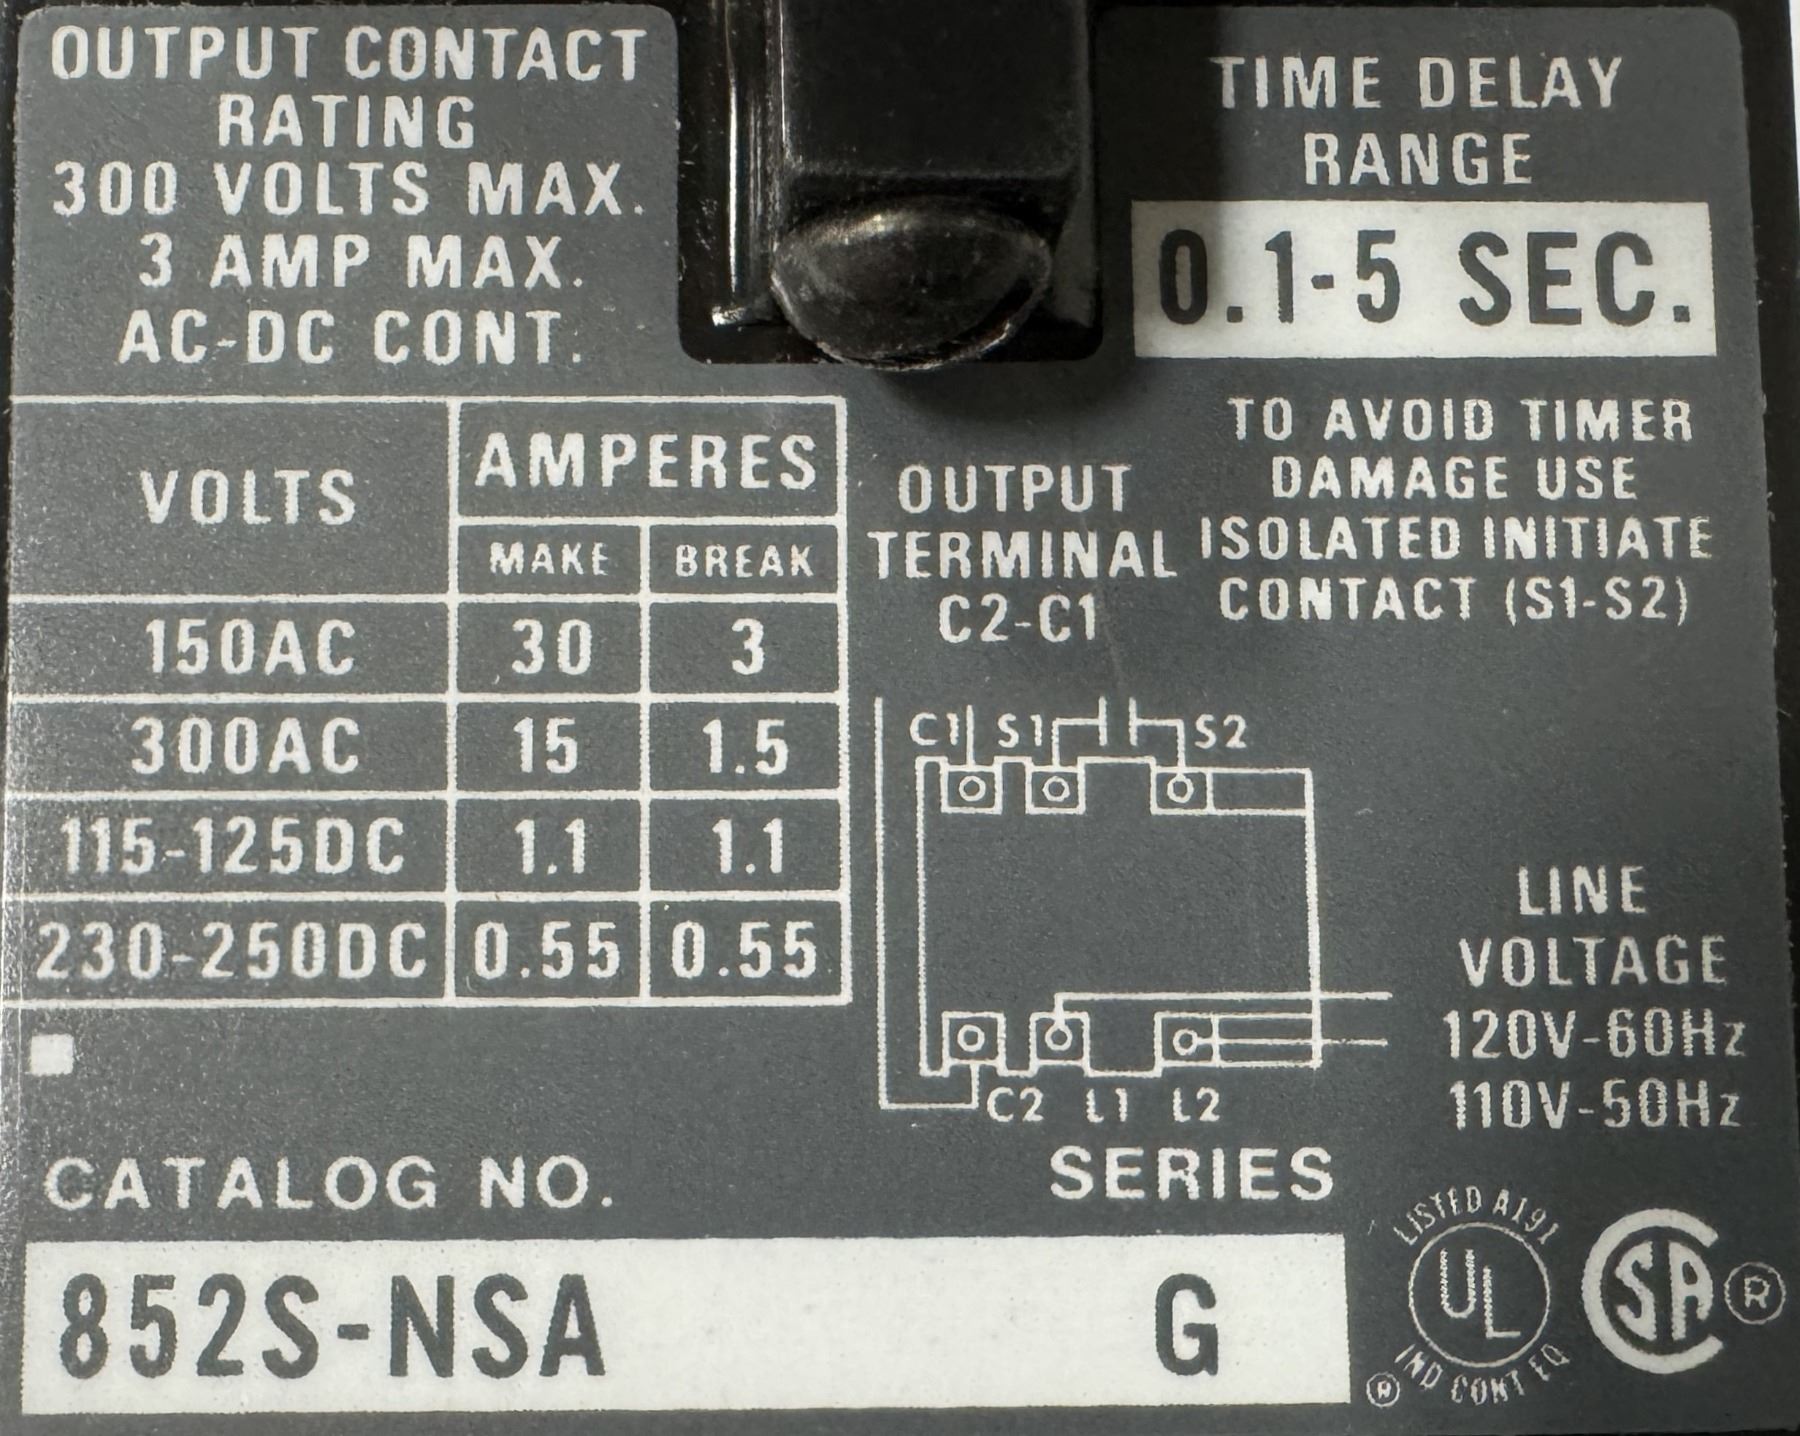 OUTPUT CONTACT
RATING
300 VOLTS MAX.
3 AMP MAX.
AC-DC CONT.
TIME DELAY
RANGE
0.1-5 SEC.
VOLTS AMPERES
MAKE BREAK
150AC 30 3
300AC 15 1.5
115-125DC 1.1 1.1
230-250DC 0.55 0.55
OUTPUT
TERMINAL
C2-C1
TO AVOID TIMER
DAMAGE USE
ISOLATED INITIATE
CONTACT (S1-S2)
C1 S1 S2
C2 L1 L2
LINE
VOLTAGE
120V-60Hz
110V-50Hz
CATALOG NO. SERIES
852S-NSA G
LISTED A191
UL
® IND CONT EQ
CSA ®